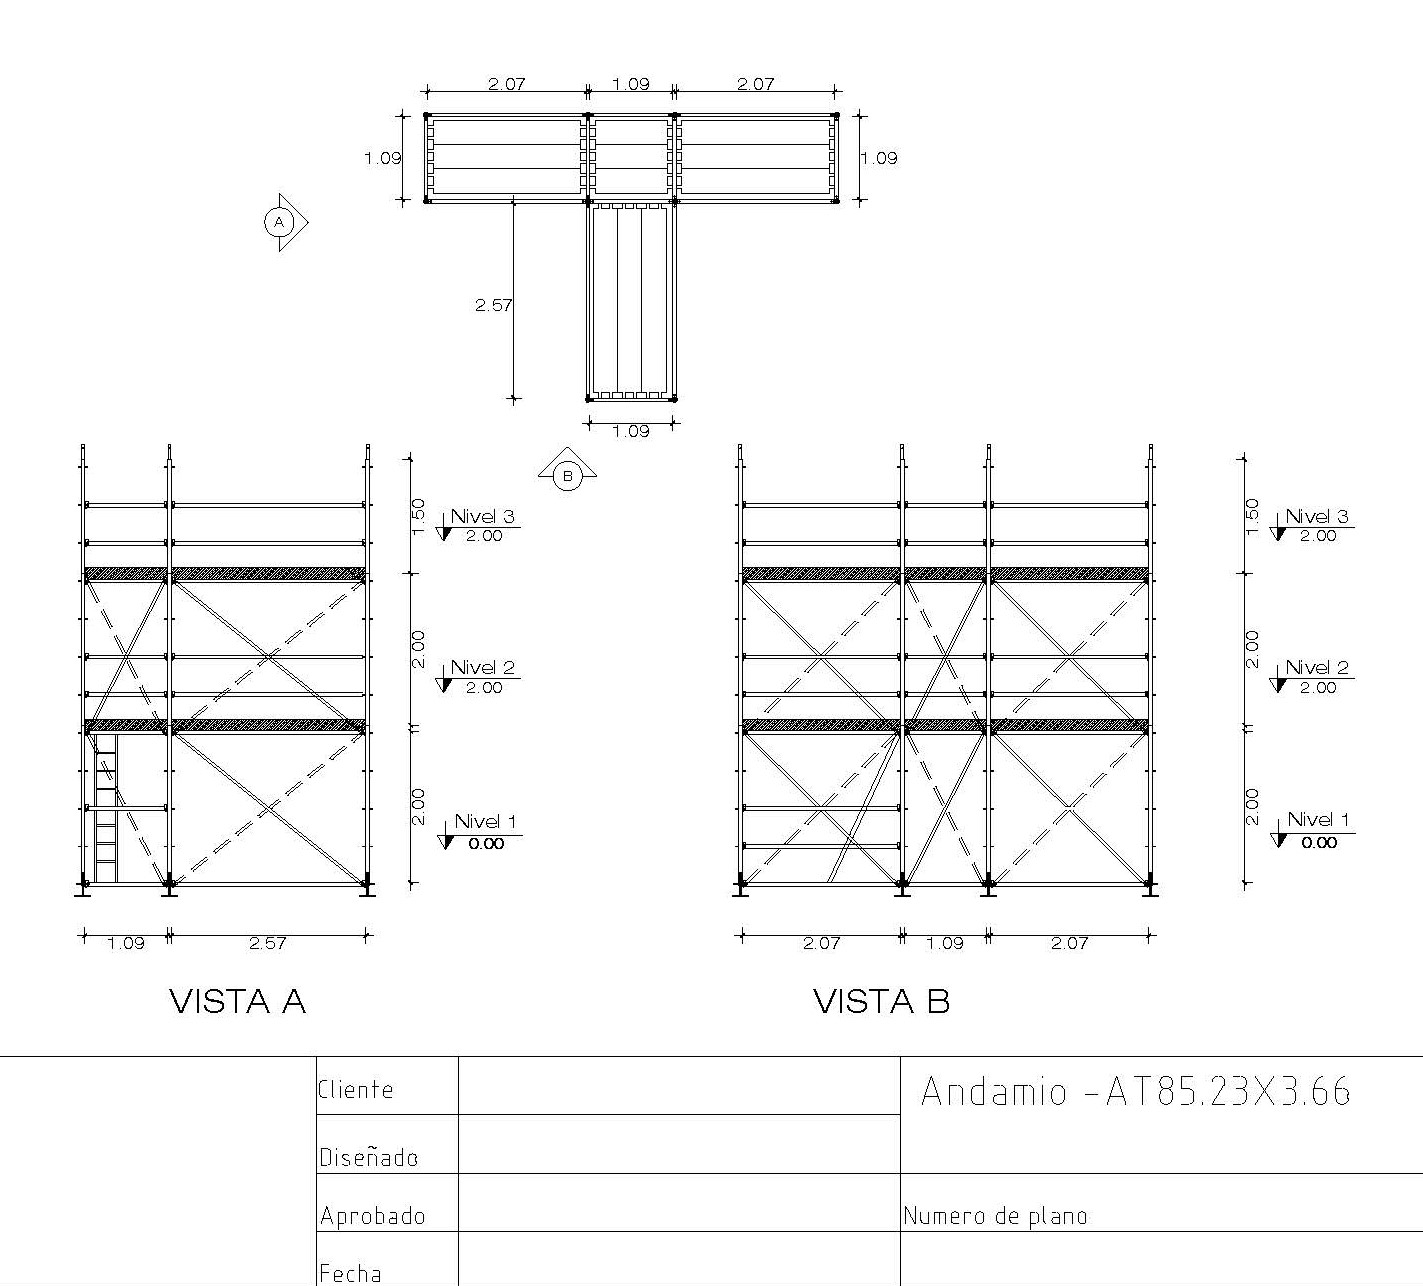 2.07 1.09 2.07
1.09 1.09
A
2.57
1.09
B
1.50 Nivel 3
2.00
2.00 Nivel 2
2.00
2.00 Nivel 1
0.00
1.09 2.57
VISTA A
1.50 Nivel 3
2.00
2.00 Nivel 2
2.00
2.00 Nivel 1
0.00
2.07 1.09 2.07
VISTA B
Cliente
Diseñado
Aprobado
Fecha
Andamio -AT85.23X3.66
Numero de plano